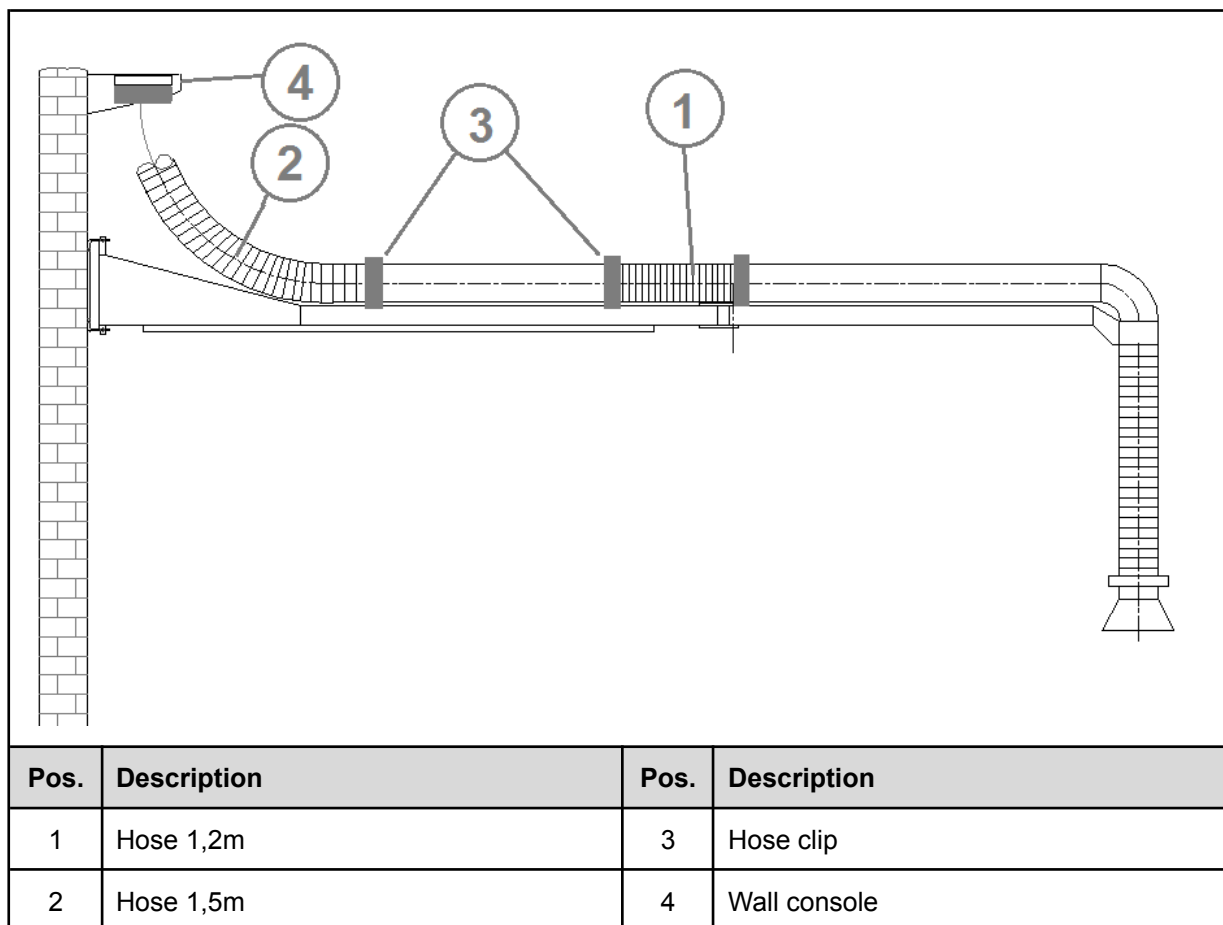 4
3
1
2
Pos. Description Pos. Description
1 Hose 1,2m 3 Hose clip
2 Hose 1,5m 4 Wall console